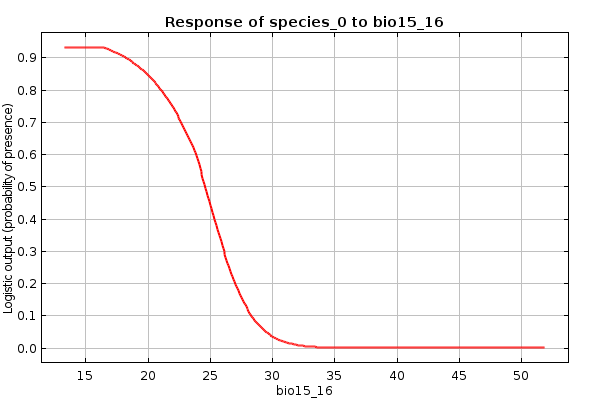 Response of species_0 to bio15_16
Logistic output (probability of presence)
0.9
0.8
0.7
0.6
0.5
0.4
0.3
0.2
0.1
0.0
15 20 25 30 35 40 45 50
bio15_16